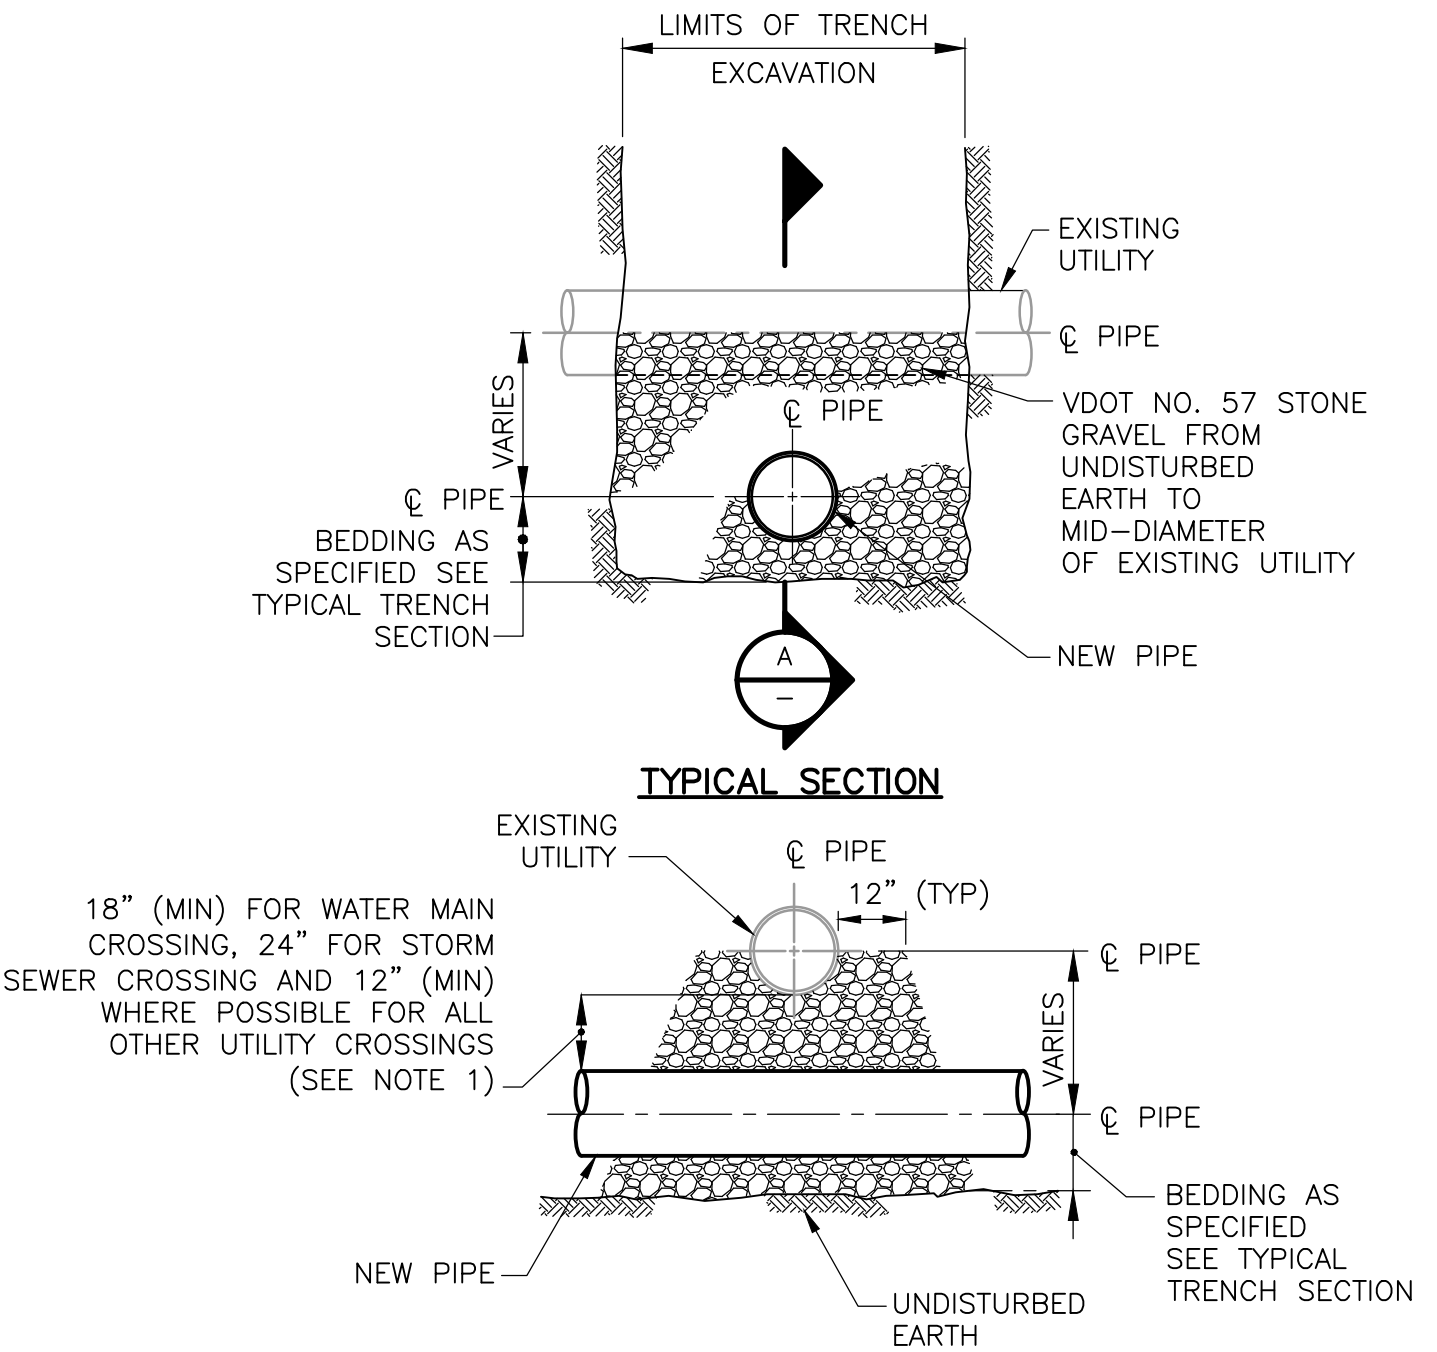 LIMITS OF TRENCH
EXCAVATION
EXISTING
UTILITY
℄ PIPE
VARIES
℄ PIPE
VDOT NO. 57 STONE
GRAVEL FROM
UNDISTURBED
EARTH TO
MID-DIAMETER
OF EXISTING UTILITY
℄ PIPE
BEDDING AS
SPECIFIED SEE
TYPICAL TRENCH
SECTION
NEW PIPE
A
–
TYPICAL SECTION
EXISTING
UTILITY
℄ PIPE
12" (TYP)
18" (MIN) FOR WATER MAIN
CROSSING, 24" FOR STORM
SEWER CROSSING AND 12" (MIN)
WHERE POSSIBLE FOR ALL
OTHER UTILITY CROSSINGS
(SEE NOTE 1)
℄ PIPE
VARIES
℄ PIPE
BEDDING AS
SPECIFIED
SEE TYPICAL
TRENCH SECTION
NEW PIPE
UNDISTURBED
EARTH